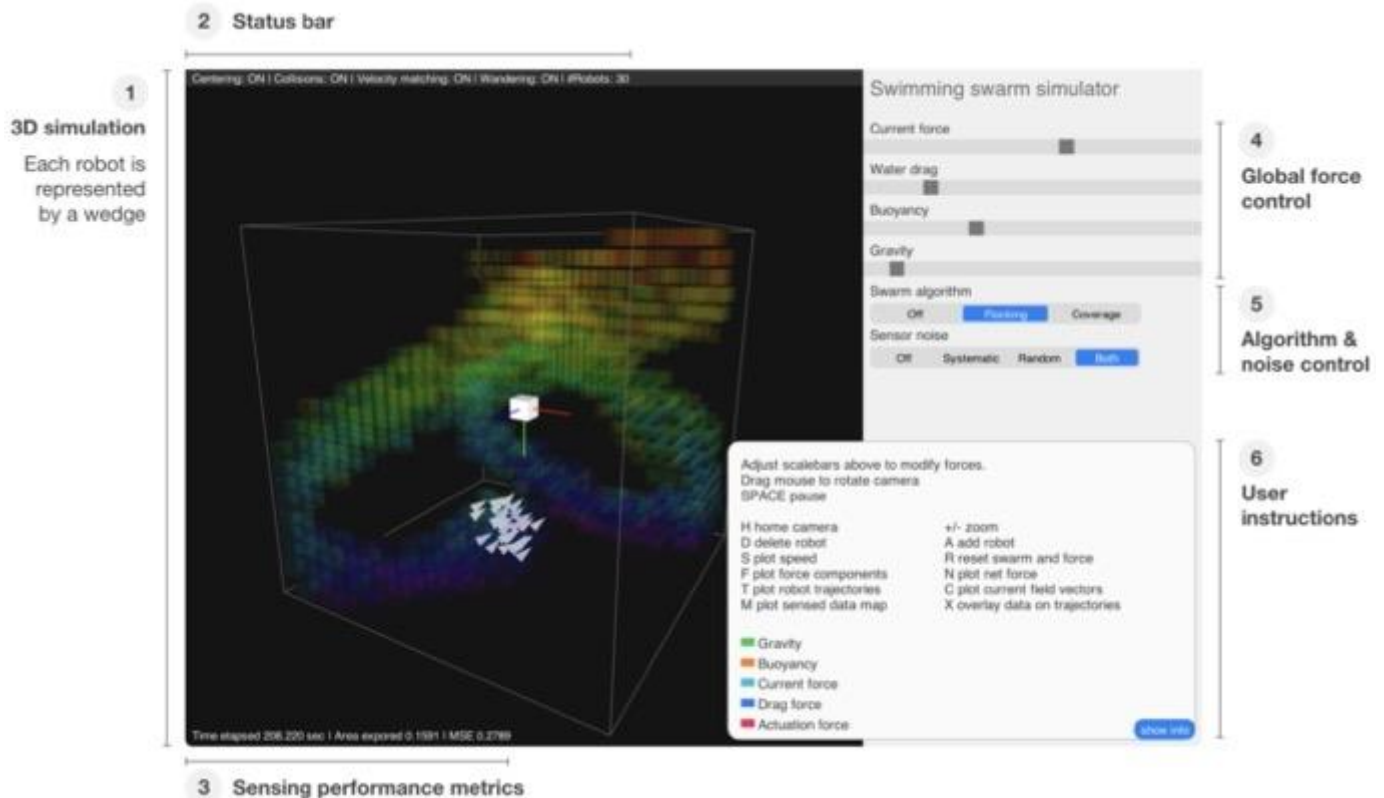 2 Status bar
1
3D simulation
Each robot is
represented
by a wedge
Centering: ON | Collisions: ON | Velocity matching: ON | Wandering: ON | #Robots: 30
Swimming swarm simulator
Current force
Water drag
Buoyancy
Gravity
Swarm algorithm
Off Flocking Coverage
Sensor noise
Off Systematic Random Both
4
Global force
control
5
Algorithm &
noise control
Adjust scalebars above to modify forces.
Drag mouse to rotate camera
SPACE pause
H home camera +/- zoom
D delete robot A add robot
S plot speed R reset swarm and force
F plot force components N plot net force
T plot robot trajectories C plot current field vectors
M plot sensed data map X overlay data on trajectories
Gravity
Buoyancy
Current force
Drag force
Actuation force
show info
6
User
instructions
Time elapsed 206.220 sec | Area expored 0.1591 | MSE 0.2789
3 Sensing performance metrics